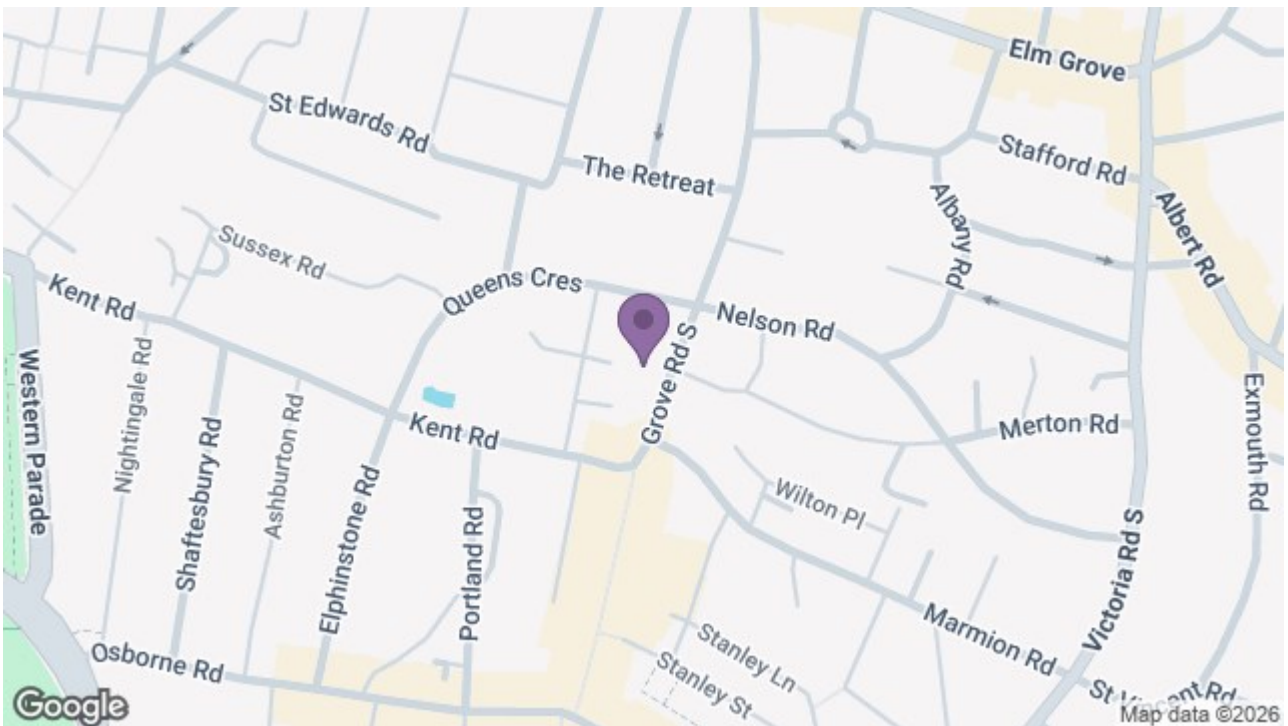 Elm Grove
St Edwards Rd
The Retreat
Stafford Rd
Albany Rd
Albert Rd
Sussex Rd
Queens Cres
Kent Rd
Nelson Rd
Western Parade
Nightingale Rd
Shaftesbury Rd
Ashburton Rd
Elphinstone Rd
Kent Rd
Portland Rd
Grove Rd S
Merton Rd
Exmouth Rd
Wilton Pl
Victoria Rd S
Marmion Rd
Osborne Rd
Stanley Ln
Stanley St
St Vincent Rd
Google
Map data ©2026